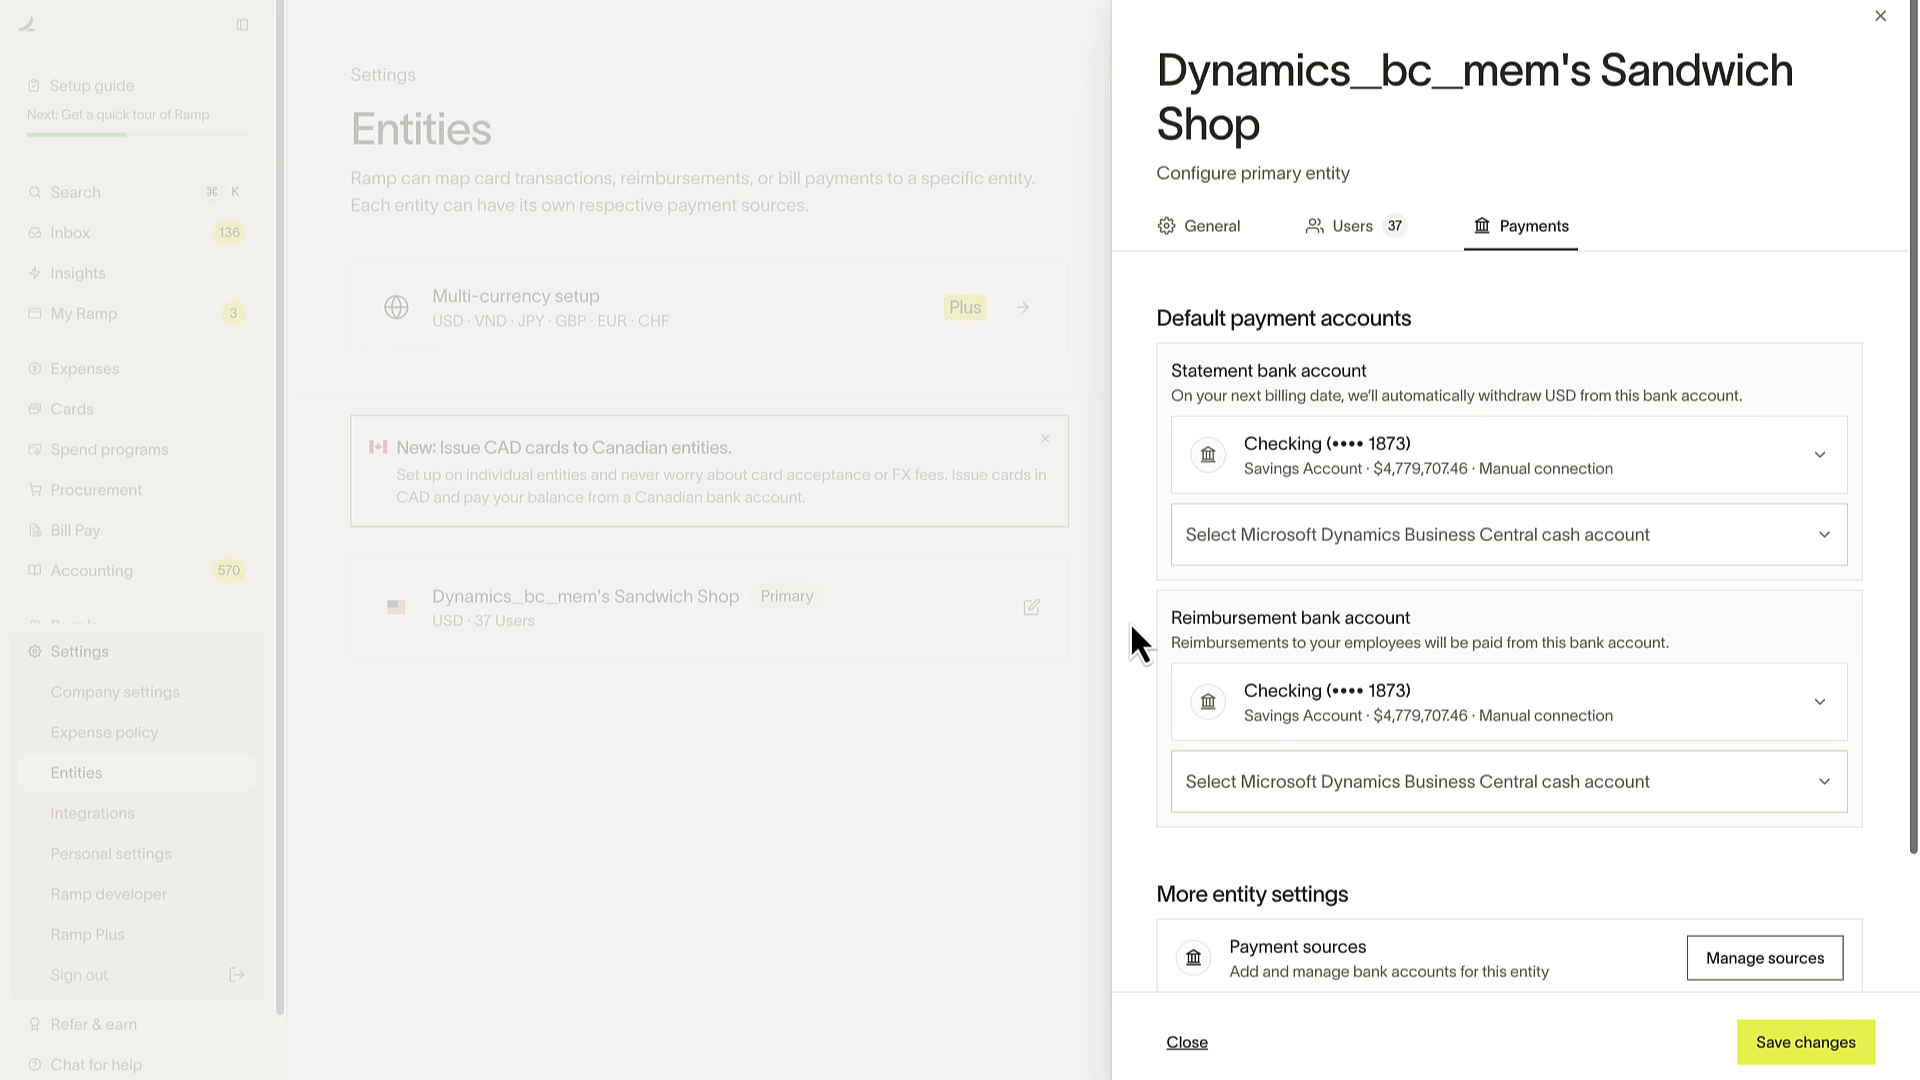 Setup guide
Next: Get a quick tour of Ramp
Search ⌘ K
Inbox 136
Insights
My Ramp 3
Expenses
Cards
Spend programs
Procurement
Bill Pay
Accounting 570
Settings
Company settings
Expense policy
Entities
Integrations
Personal settings
Ramp developer
Ramp Plus
Sign out
Refer & earn
Chat for help
Settings
Entities
Ramp can map card transactions, reimbursements, or bill payments to a specific entity.
Each entity can have its own respective payment sources.
Multi-currency setup
USD · VND · JPY · GBP · EUR · CHF
Plus
New: Issue CAD cards to Canadian entities.
Set up on individual entities and never worry about card acceptance or FX fees. Issue cards in
CAD and pay your balance from a Canadian bank account.
Dynamics_bc_mem's Sandwich Shop Primary
USD · 37 Users
Dynamics_bc_mem's Sandwich
Shop
Configure primary entity
General Users 37 Payments
Default payment accounts
Statement bank account
On your next billing date, we'll automatically withdraw USD from this bank account.
Checking (•••• 1873)
Savings Account · $4,779,707.46 · Manual connection
Select Microsoft Dynamics Business Central cash account
Reimbursement bank account
Reimbursements to your employees will be paid from this bank account.
Checking (•••• 1873)
Savings Account · $4,779,707.46 · Manual connection
Select Microsoft Dynamics Business Central cash account
More entity settings
Payment sources
Add and manage bank accounts for this entity
Manage sources
Close
Save changes